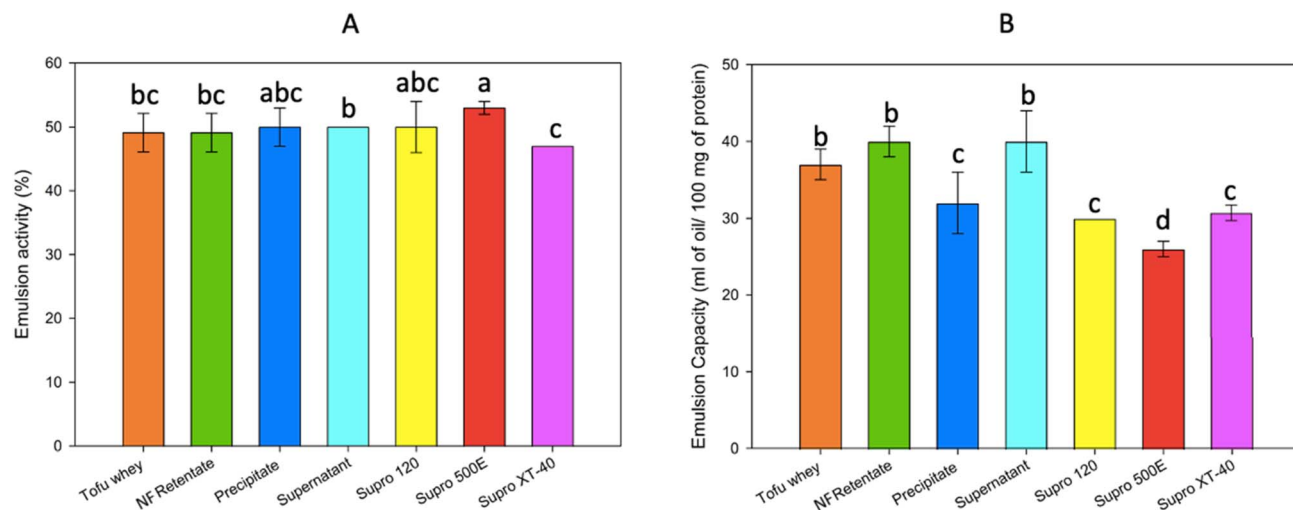 A
Emulsion activity (%)
60
50
40
30
20
10
0
bc
bc
abc
b
abc
a
c
Tofu whey
NF Retentate
Precipitate
Supernatant
Supro 120
Supro 500E
Supro XT-40
B
Emulsion Capacity (ml of oil/ 100 mg of protein)
50
40
30
20
10
0
b
b
c
b
c
d
c
Tofu whey
NF Retentate
Precipitate
Supernatant
Supro 120
Supro 500E
Supro XT-40